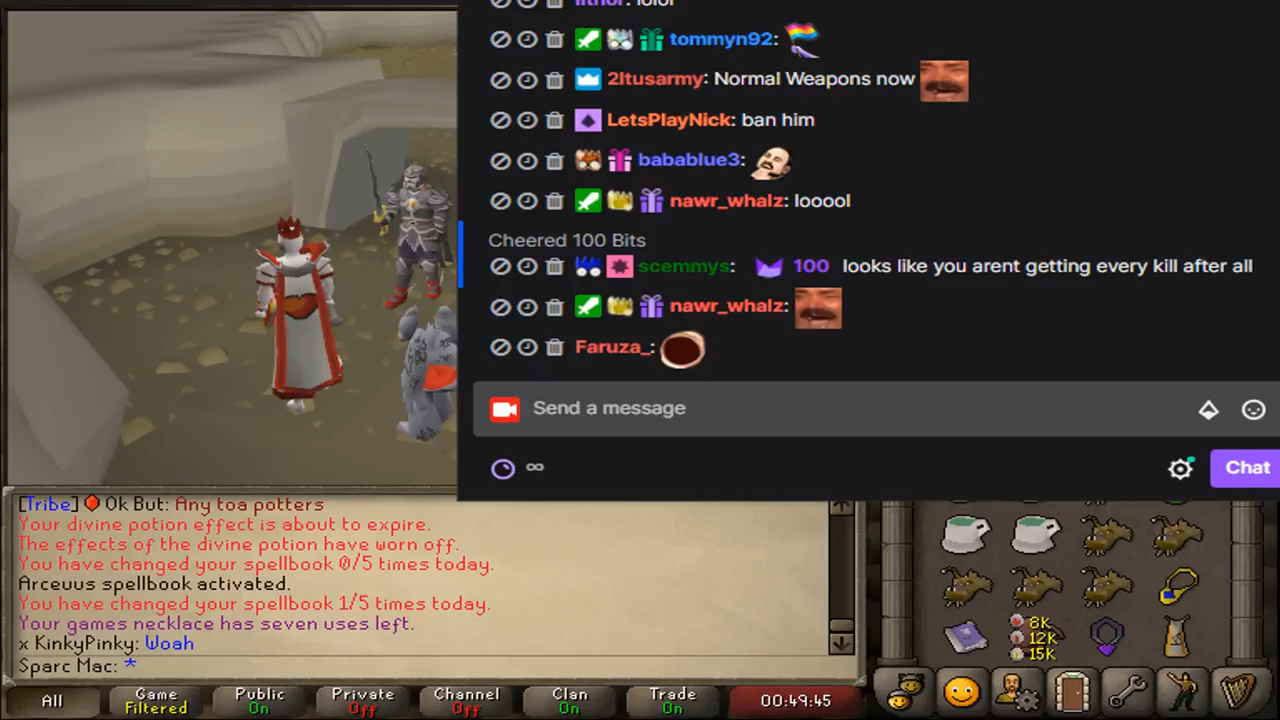 lithor: lolol
tommyn92:
2ltusarmy: Normal Weapons now
LetsPlayNick: ban him
babablue3:
nawr_whalz: looool
Cheered 100 Bits
scemmys: 100 looks like you arent getting every kill after all
nawr_whalz:
Faruza_:
Send a message
∞
Chat
[Tribe] Ok But: Any toa potters
Your divine potion effect is about to expire.
The effects of the divine potion have worn off.
You have changed your spellbook 0/5 times today.
Arceuus spellbook activated.
You have changed your spellbook 1/5 times today.
Your games necklace has seven uses left.
x KinkyPinky: Woah
Sparc Mac: *
8K
12K
15K
All
Game
Filtered
Public
On
Private
Off
Channel
Off
Clan
On
Trade
On
00:49:45